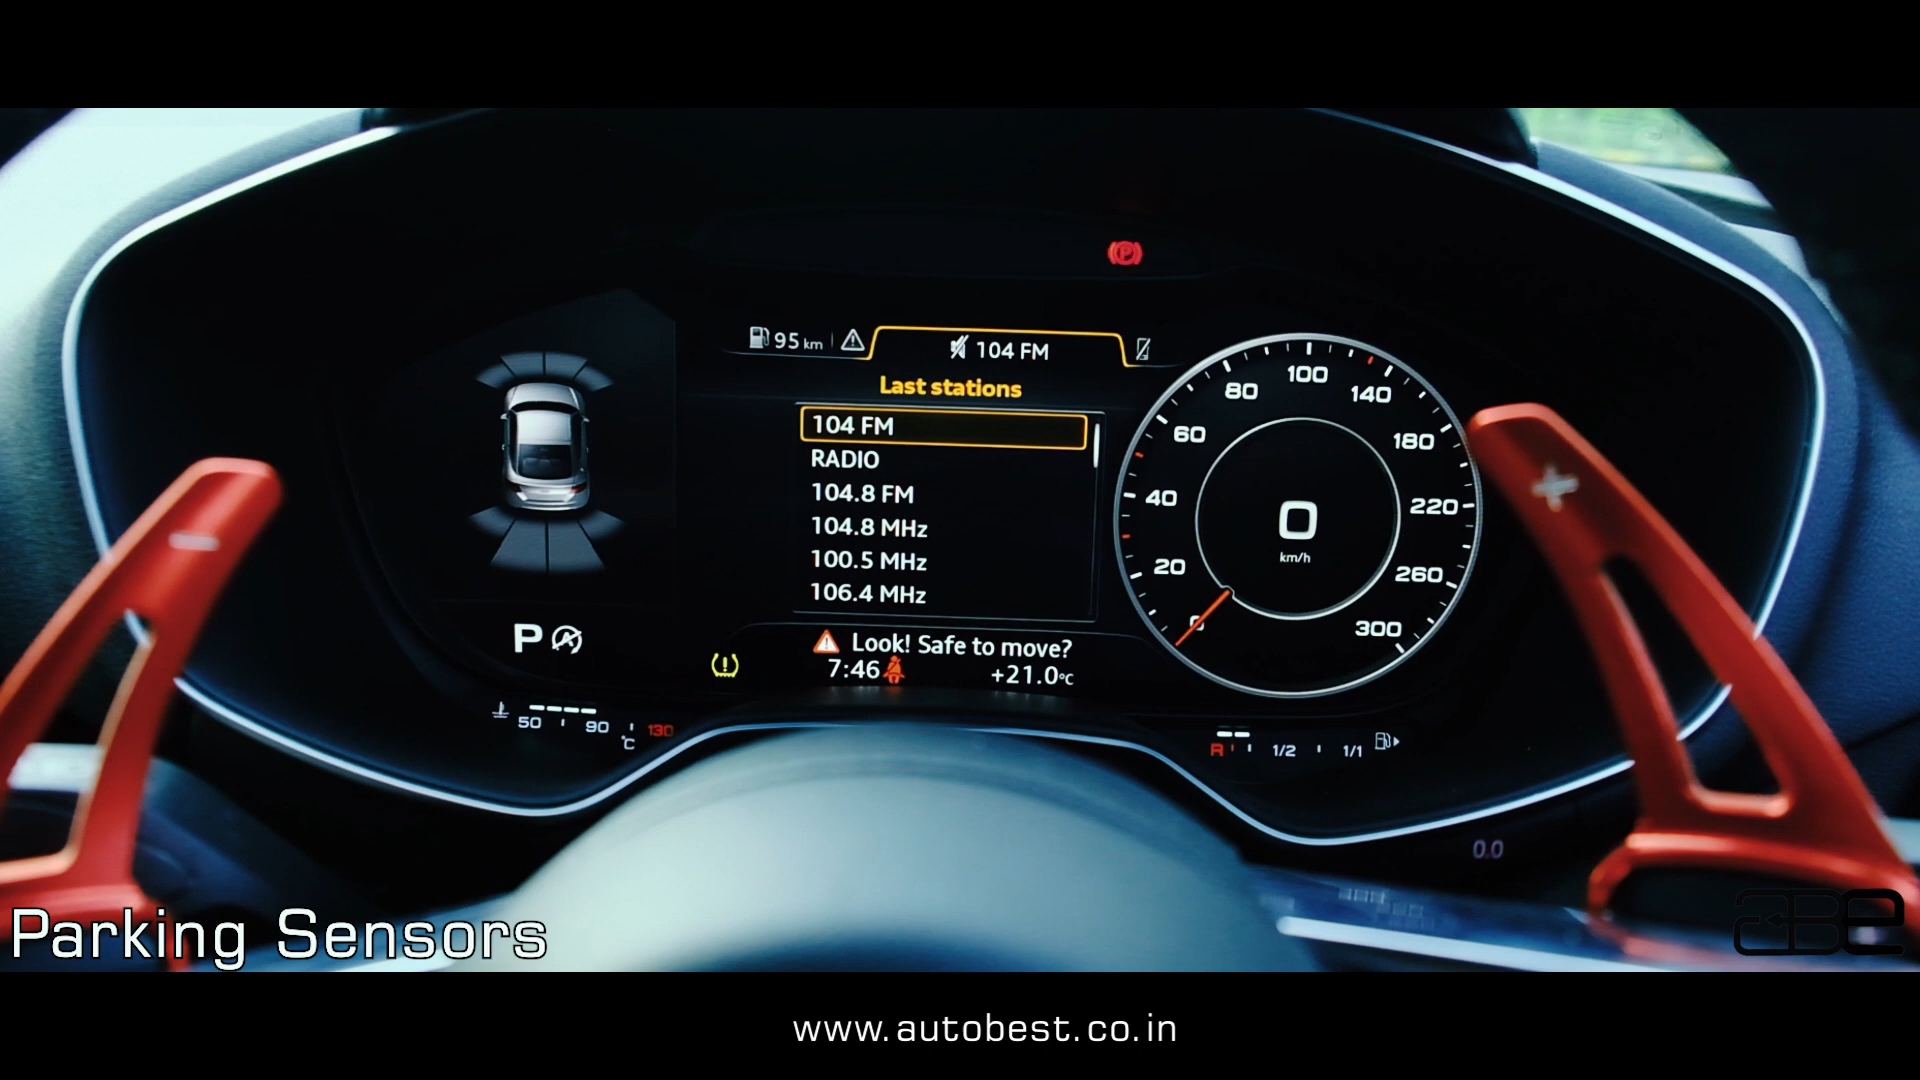 95 km
104 FM
Last stations
104 FM
RADIO
104.8 FM
104.8 MHz
100.5 MHz
106.4 MHz
Look! Safe to move?
7:46
+21.0°C
P
(P)
0
km/h
0
20
40
60
80
100
140
180
220
260
300
50 90 130
°C
R 1/2 1/1
0.0
- +
Parking Sensors
aBe
www.autobest.co.in